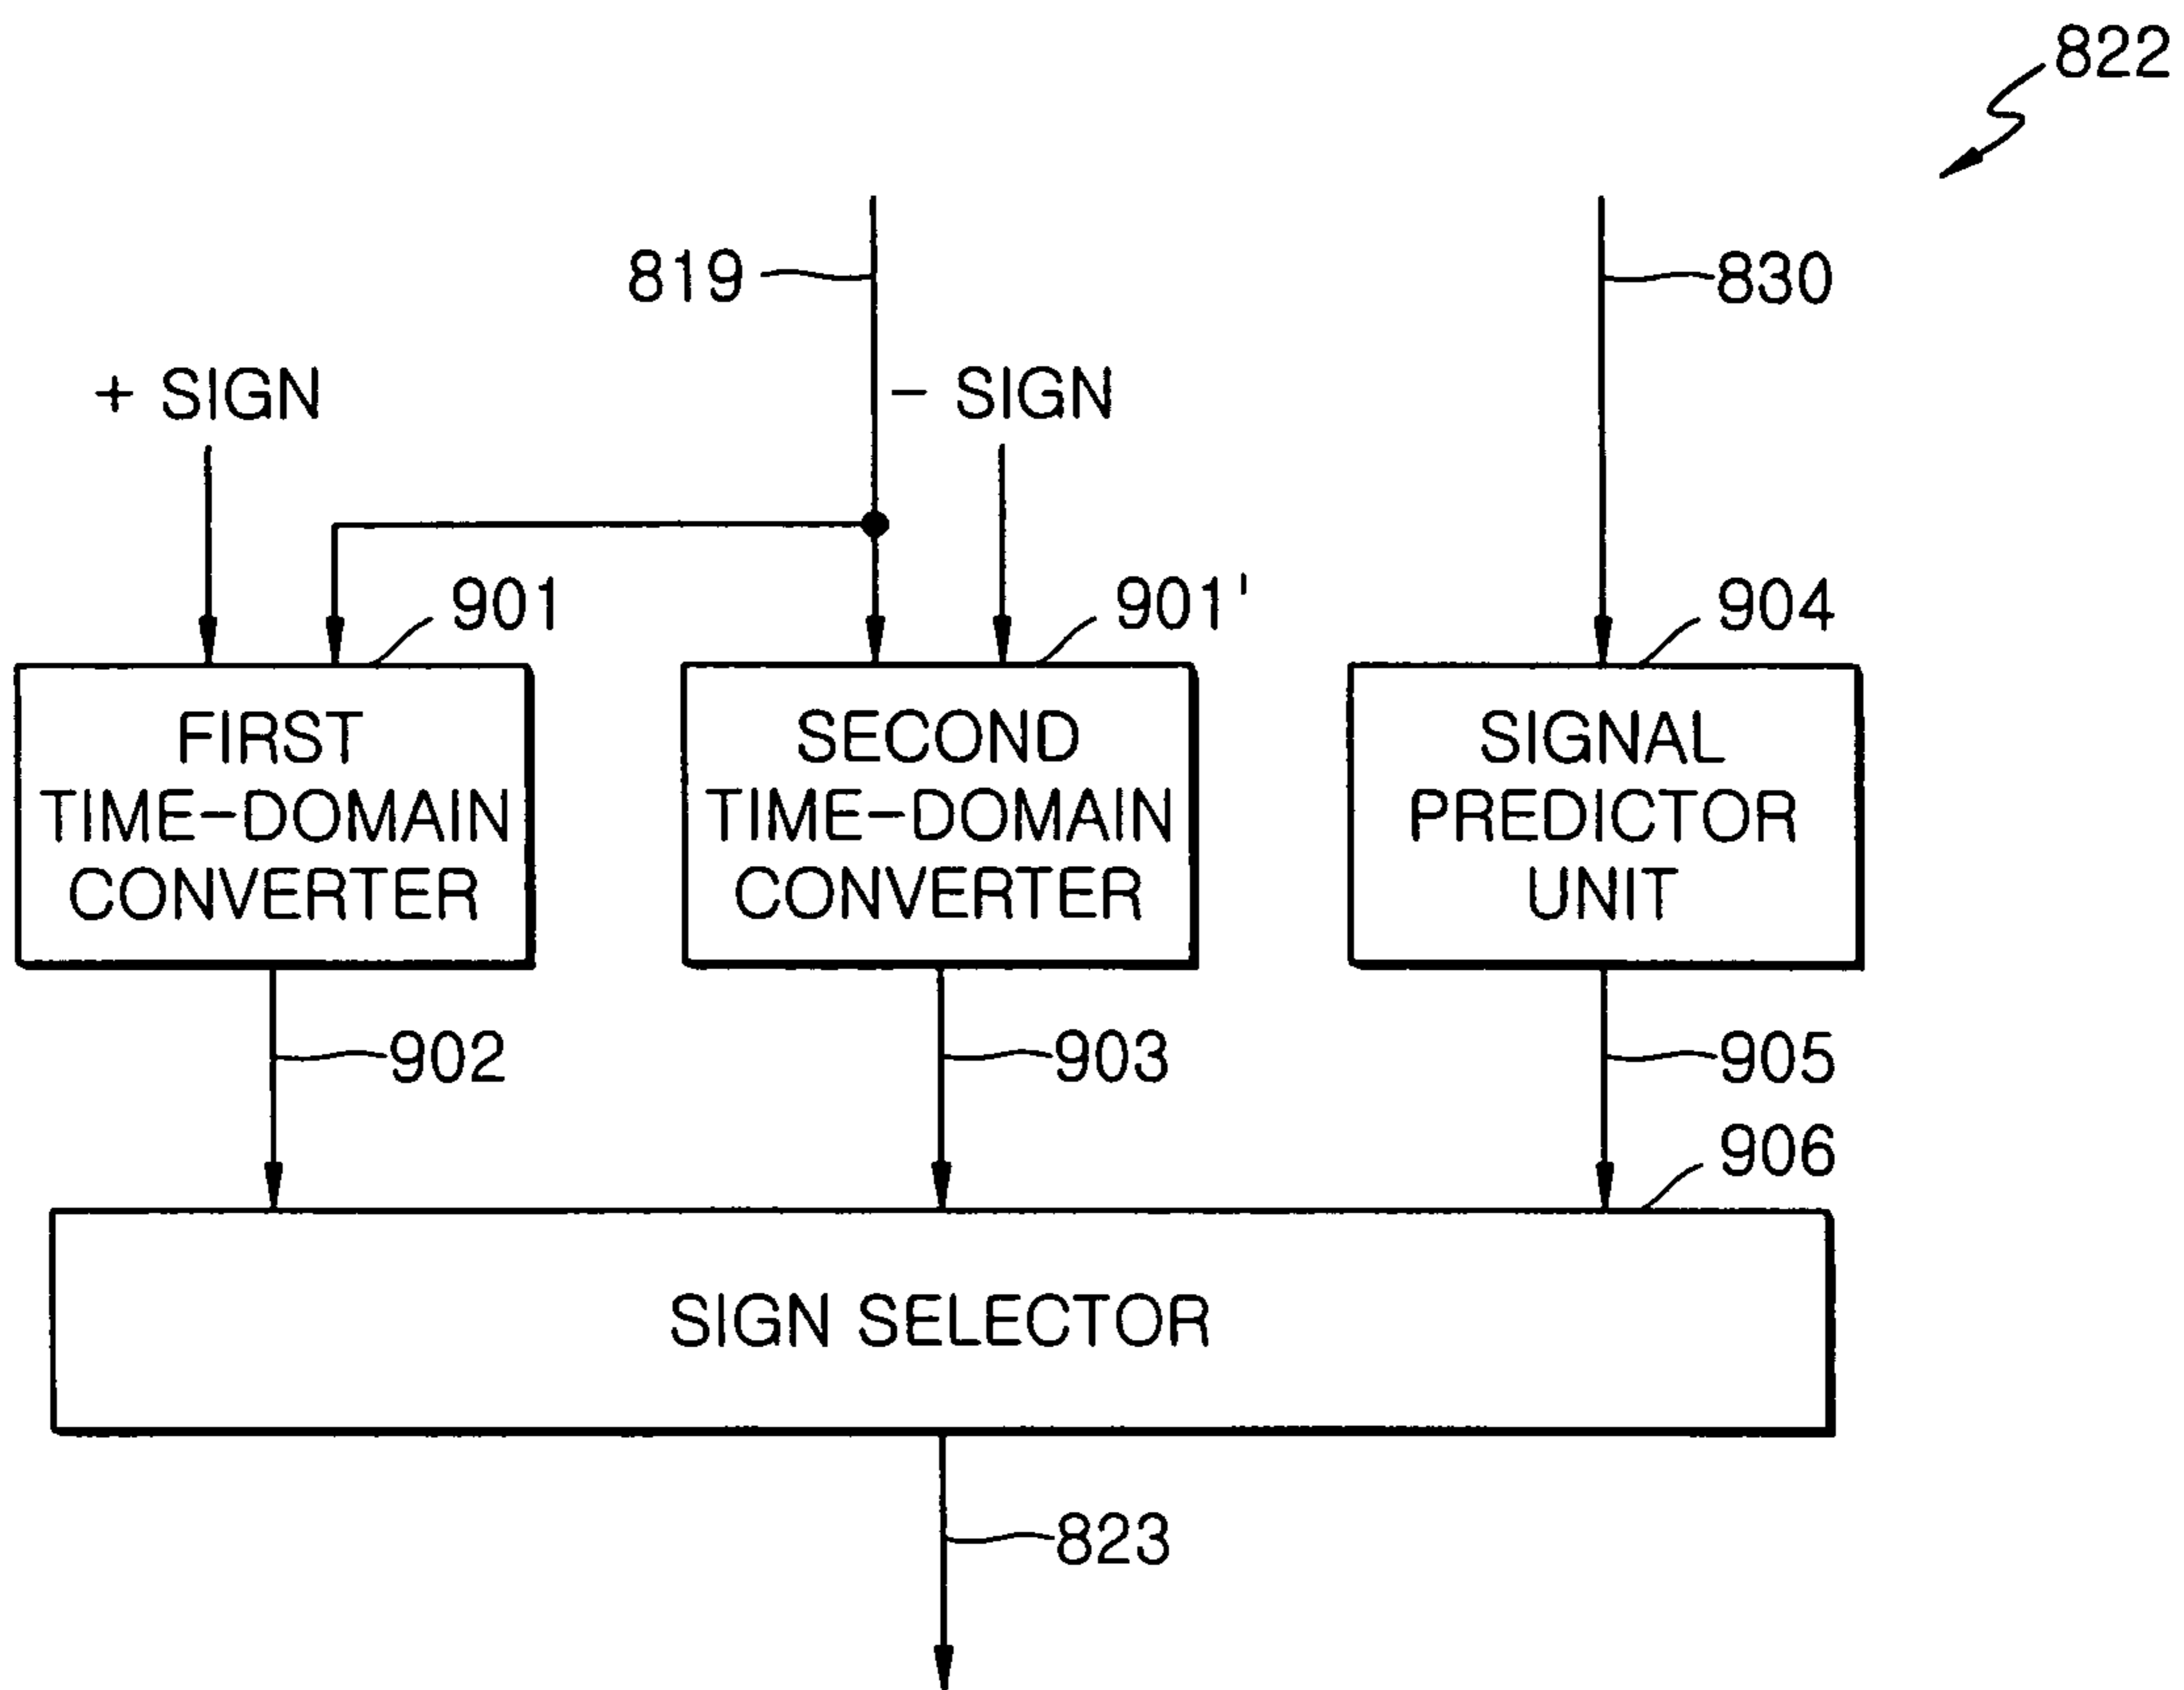 822
819
830
+ SIGN
- SIGN
901
901'
904
FIRST
TIME-DOMAIN
CONVERTER
SECOND
TIME-DOMAIN
CONVERTER
SIGNAL
PREDICTOR
UNIT
902
903
905
906
SIGN SELECTOR
823